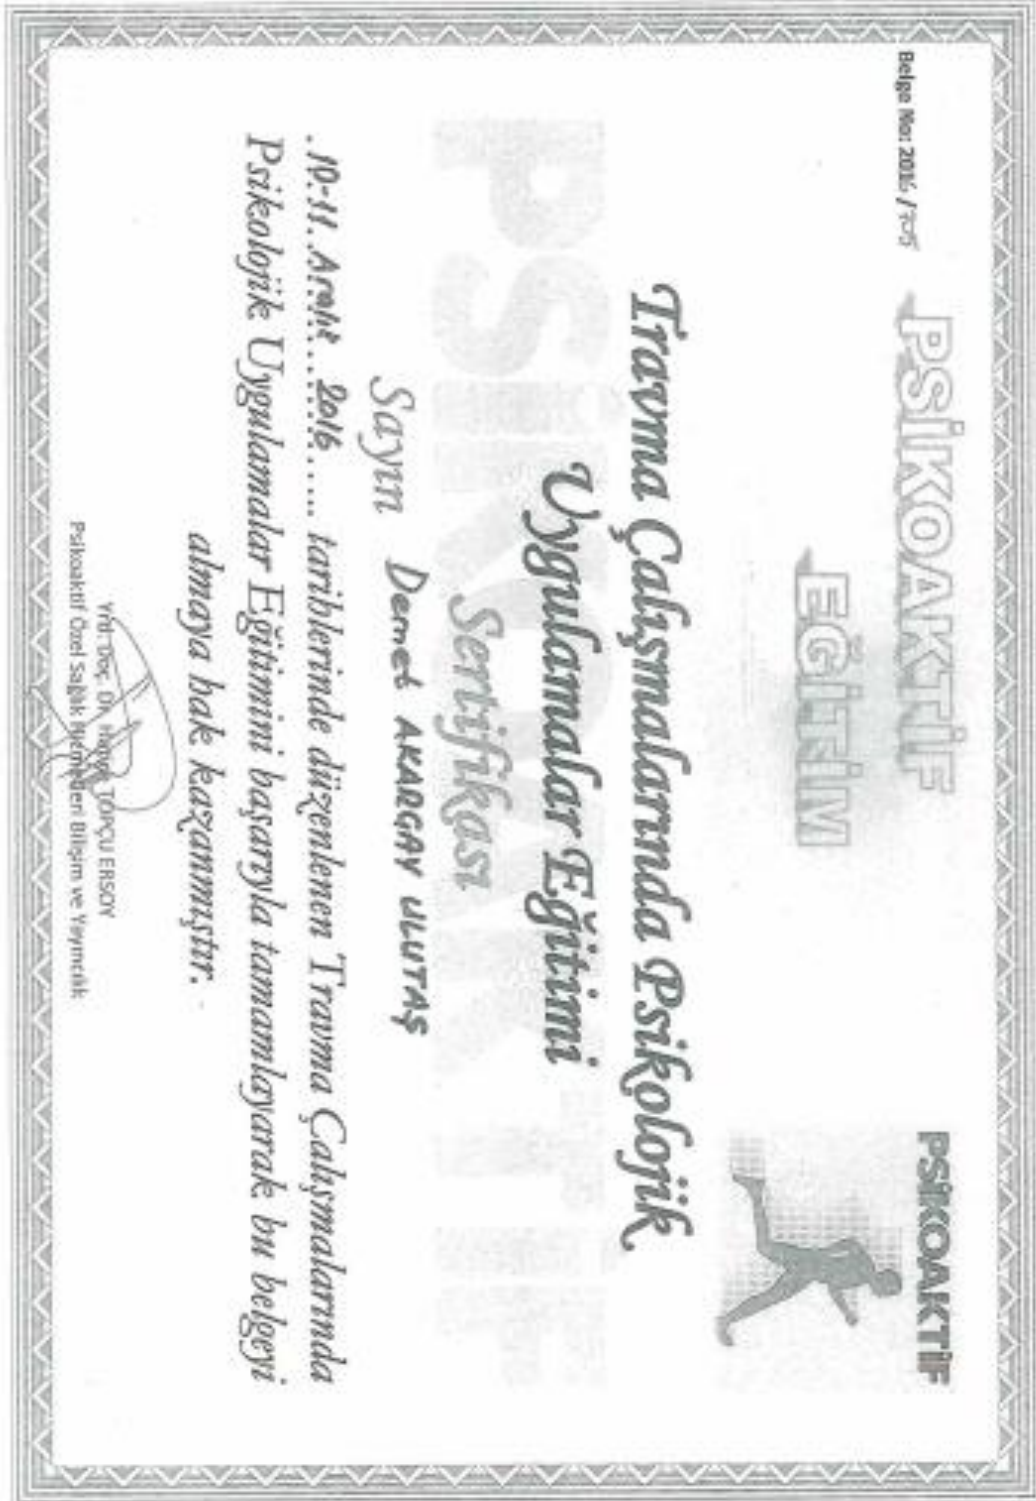 Belge No: 2016 / 705
PSİKOAKTİF
EĞİTİM
PSİKOAKTİF
Travma Çalışmalarında Psikolojik
Uygulamalar Eğitimi
Sertifikası
PSİKOAKTİF
Sayın Demet AKARGAY ULUTAŞ
.10-11. Aralık 2016..... tarihlerinde düzenlenen Travma Çalışmalarında
Psikolojik Uygulamalar Eğitimini başarıyla tamamlayarak bu belgeyi
almaya hak kazanmıştır.
Yrd. Doç. Dr. TOPÇU ERSOY
Psikoaktif Özel Sağlık Hizmetleri Bilişim ve Yayıncılık